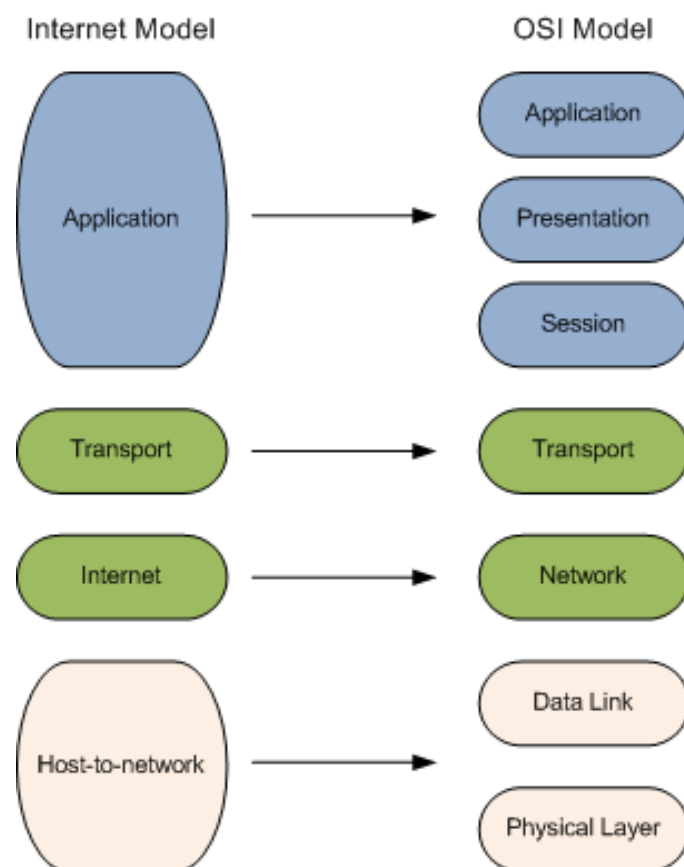 Internet Model
OSI Model
Application
Application
Presentation
Session
Transport
Transport
Internet
Network
Host-to-network
Data Link
Physical Layer